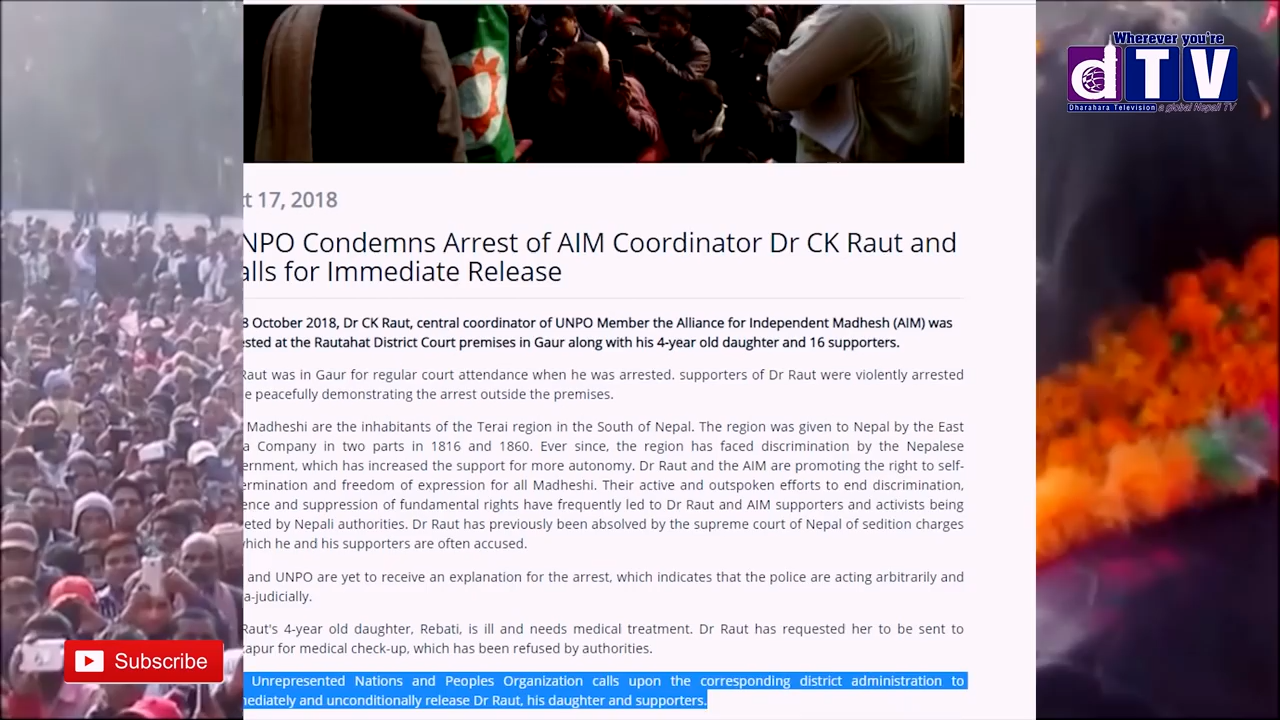 Wherever you're
dTV
Dharahara Television a global Nepali TV
t 17, 2018
NPO Condemns Arrest of AIM Coordinator Dr CK Raut and
alls for Immediate Release
8 October 2018, Dr CK Raut, central coordinator of UNPO Member the Alliance for Independent Madhesh (AIM) was
ested at the Rautahat District Court premises in Gaur along with his 4-year old daughter and 16 supporters.
Raut was in Gaur for regular court attendance when he was arrested. supporters of Dr Raut were violently arrested
e peacefully demonstrating the arrest outside the premises.
Madheshi are the inhabitants of the Terai region in the South of Nepal. The region was given to Nepal by the East
a Company in two parts in 1816 and 1860. Ever since, the region has faced discrimination by the Nepalese
ernment, which has increased the support for more autonomy. Dr Raut and the AIM are promoting the right to self-
ermination and freedom of expression for all Madheshi. Their active and outspoken efforts to end discrimination,
ence and suppression of fundamental rights have frequently led to Dr Raut and AIM supporters and activists being
eted by Nepali authorities. Dr Raut has previously been absolved by the supreme court of Nepal of sedition charges
which he and his supporters are often accused.
and UNPO are yet to receive an explanation for the arrest, which indicates that the police are acting arbitrarily and
a-judicially.
Raut's 4-year old daughter, Rebati, is ill and needs medical treatment. Dr Raut has requested her to be sent to
kapur for medical check-up, which has been refused by authorities.
Unrepresented Nations and Peoples Organization calls upon the corresponding district administration to
mediately and unconditionally release Dr Raut, his daughter and supporters.
Subscribe